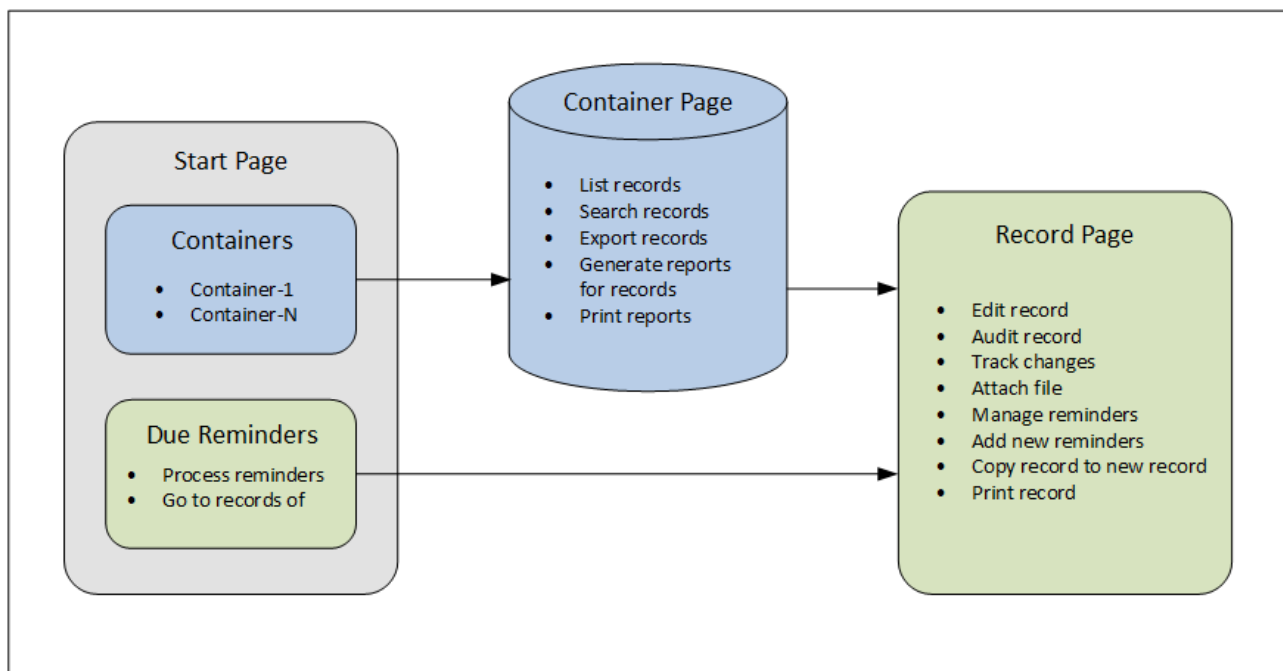 Start Page
Containers
• Container-1
• Container-N
Due Reminders
• Process reminders
• Go to records of
Container Page
• List records
• Search records
• Export records
• Generate reports
for records
• Print reports
Record Page
• Edit record
• Audit record
• Track changes
• Attach file
• Manage reminders
• Add new reminders
• Copy record to new record
• Print record